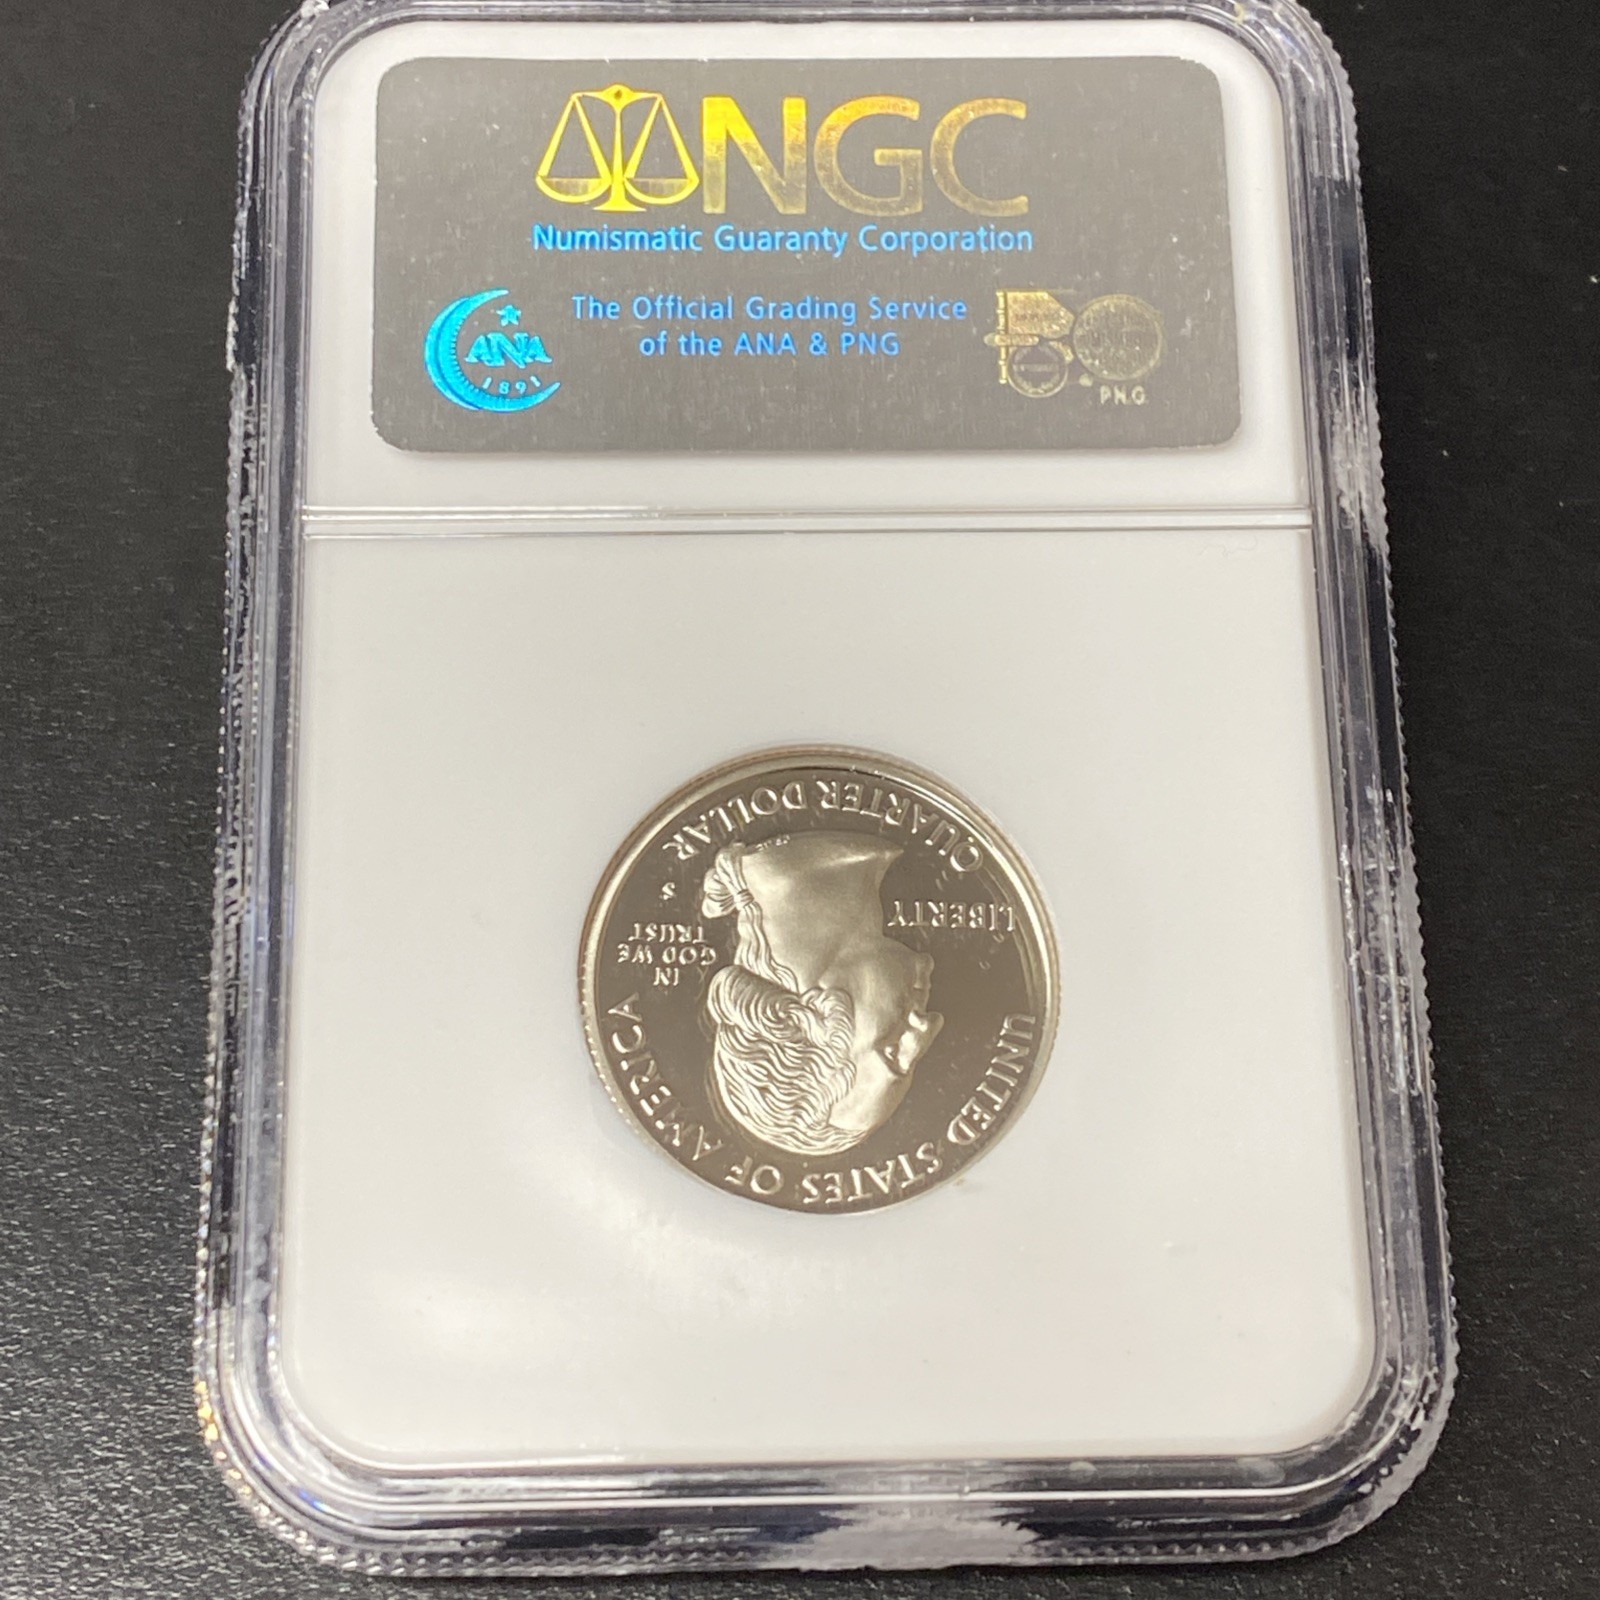 NGC
Numismatic Guaranty Corporation
The Official Grading Service
of the ANA & PNG
ANA
1891
P.N.G.
UNITED STATES OF AMERICA
LIBERTY
IN
GOD WE
TRUST
S
QUARTER DOLLAR